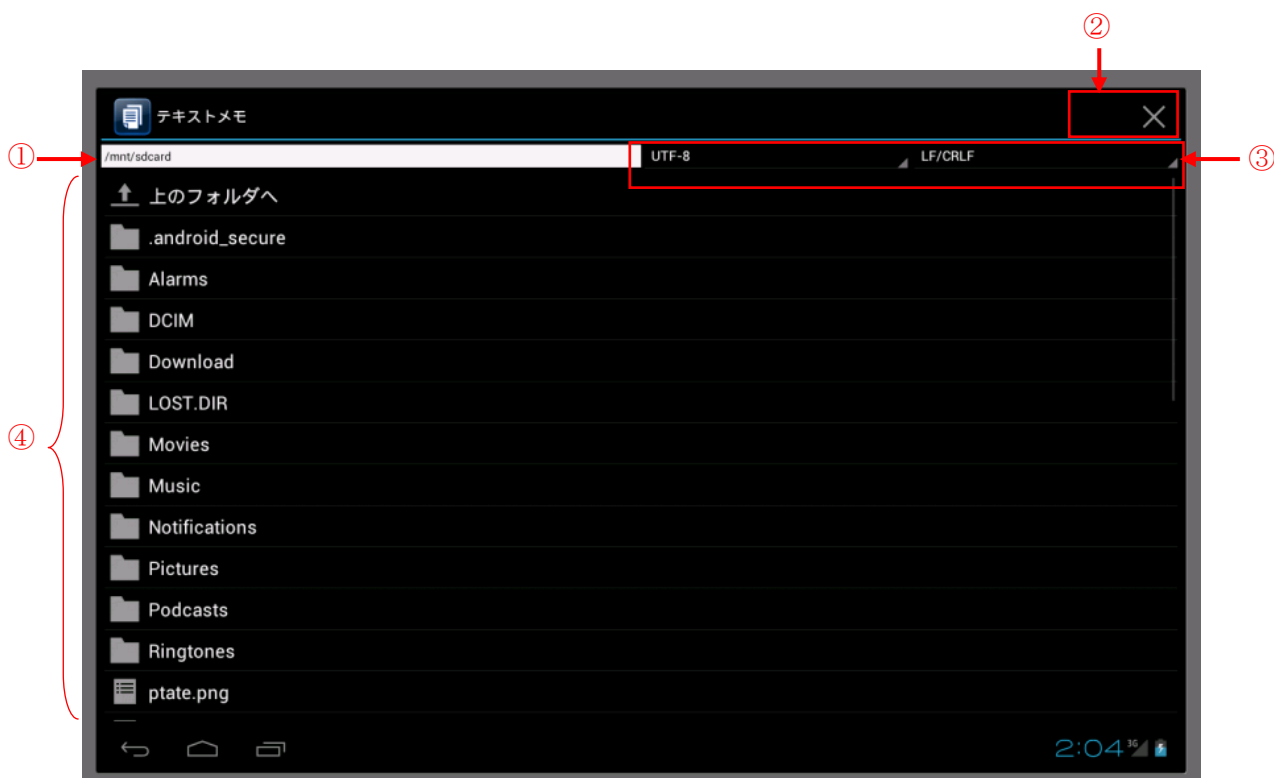 ②
テキストメモ
① /mnt/sdcard UTF-8 LF/CRLF ③
上のフォルダへ
.android_secure
Alarms
DCIM
Download
LOST.DIR
④ Movies
Music
Notifications
Pictures
Podcasts
Ringtones
ptate.png
2:04 3G